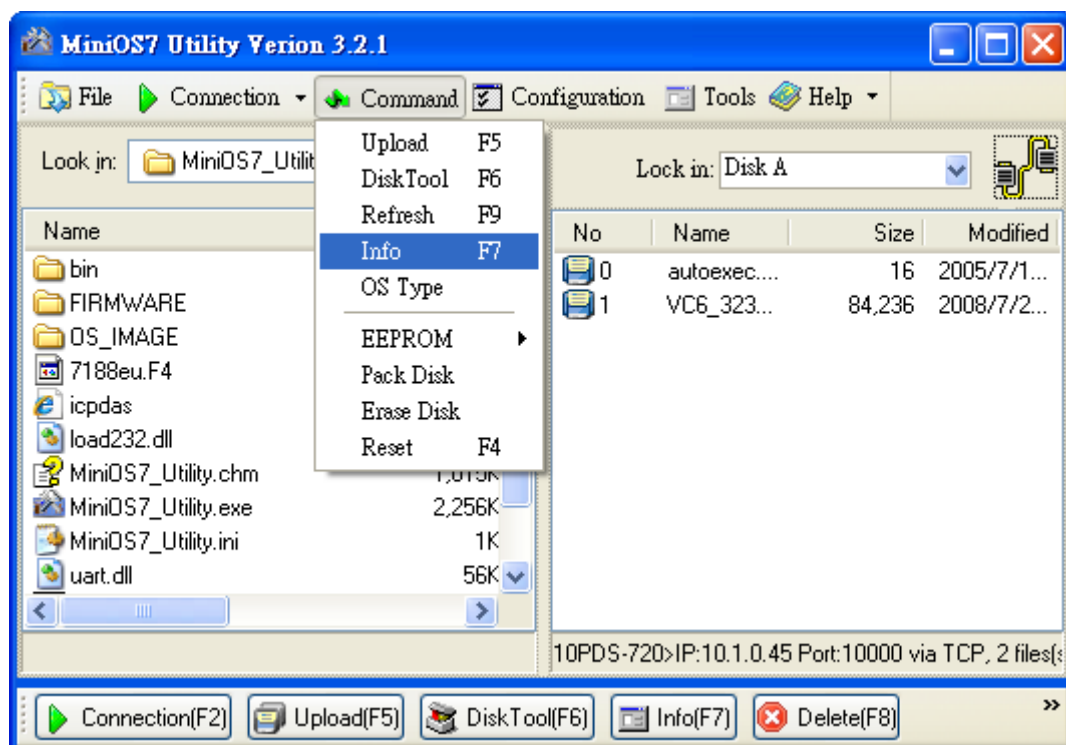 MiniOS7 Utility Verion 3.2.1
File Connection Command Configuration Tools Help
Look in: MiniOS7_Utilit
Upload F5
DiskTool F6
Refresh F9
Info F7
OS Type
EEPROM
Pack Disk
Erase Disk
Reset F4
Lock in: Disk A
Name
bin
FIRMWARE
OS_IMAGE
7188eu.F4
icpdas
load232.dll
MiniOS7_Utility.chm 1,015K
MiniOS7_Utility.exe 2,256K
MiniOS7_Utility.ini 1K
uart.dll 56K
No Name Size Modified
0 autoexec.... 16 2005/7/1...
1 VC6_323... 84,236 2008/7/2...
10PDS-720>IP:10.1.0.45 Port:10000 via TCP, 2 files(s
Connection(F2) Upload(F5) DiskTool(F6) Info(F7) Delete(F8) »